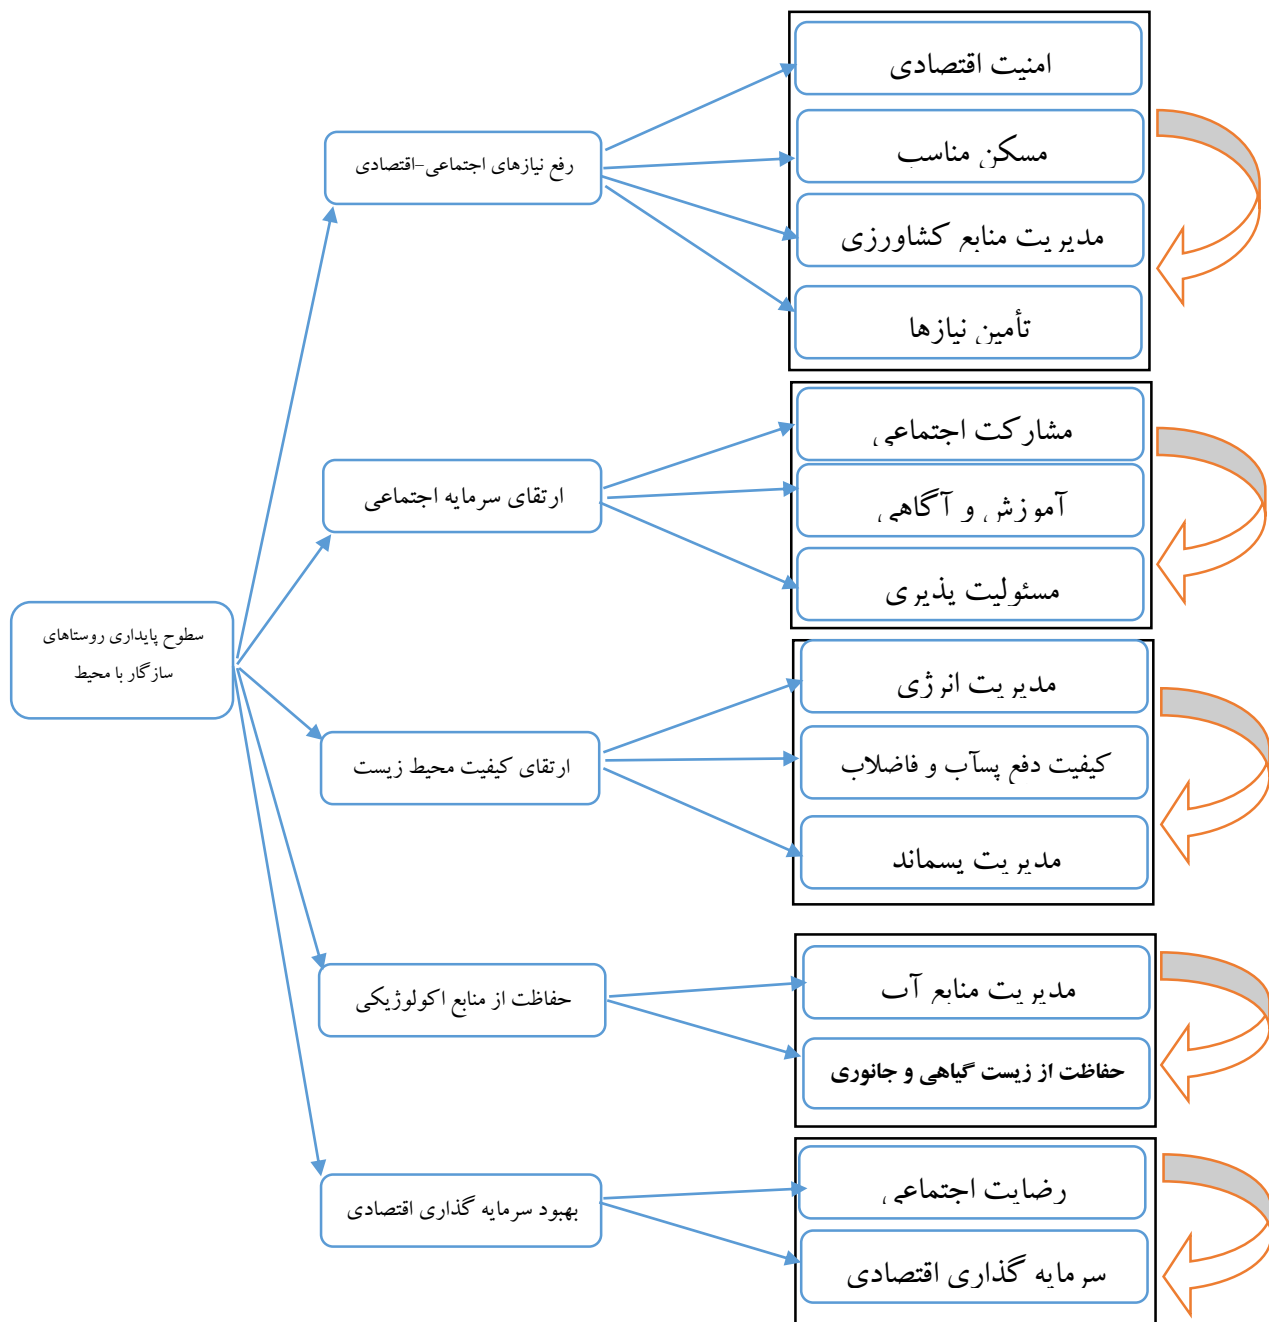 امنیت اقتصادی
مسکن مناسب
رفع نیازهای اجتماعی-اقتصادی
مدیریت منابع کشاورزی
تأمین نیازها
مشارکت اجتماعی
ارتقای سرمایه اجتماعی
آموزش و آگاهی
مسئولیت پذیری
سطوح پایداری روستاهای
سازگار با محیط
مدیریت انرژی
ارتقای کیفیت محیط زیست
کیفیت دفع پسآب و فاضلاب
مدیریت پسماند
مدیریت منابع آب
حفاظت از منابع اکولوژیکی
حفاظت از زیست گیاهی و جانوری
رضایت اجتماعی
بهبود سرمایه گذاری اقتصادی
سرمایه گذاری اقتصادی